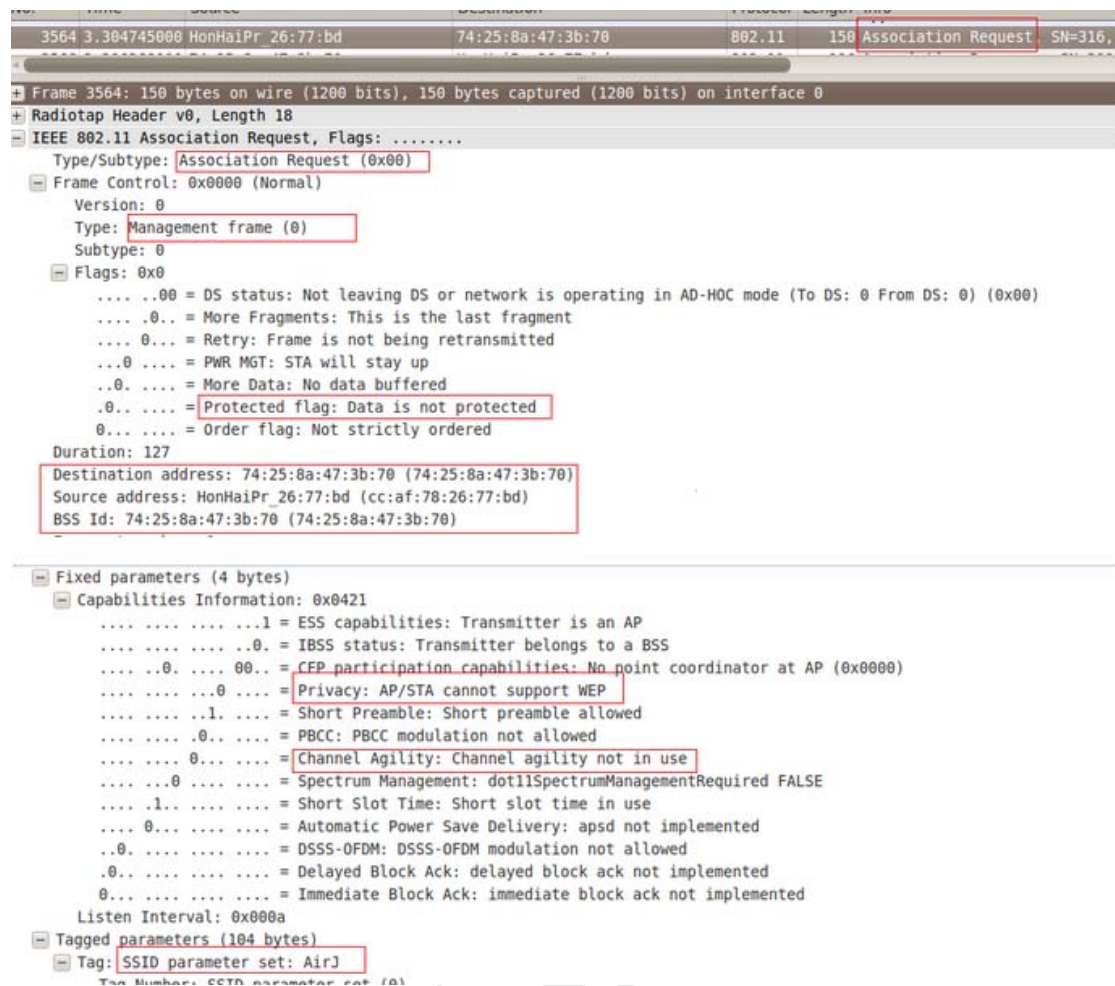 No. Time Source Destination Protocol Length Info
3564 3.304745000 HonHaiPr_26:77:bd 74:25:8a:47:3b:70 802.11 150 Association Request, SN=316,
+ Frame 3564: 150 bytes on wire (1200 bits), 150 bytes captured (1200 bits) on interface 0
+ Radiotap Header v0, Length 18
- IEEE 802.11 Association Request, Flags: ........
Type/Subtype: Association Request (0x00)
- Frame Control: 0x0000 (Normal)
Version: 0
Type: Management frame (0)
Subtype: 0
- Flags: 0x0
.... ..00 = DS status: Not leaving DS or network is operating in AD-HOC mode (To DS: 0 From DS: 0) (0x00)
.... .0.. = More Fragments: This is the last fragment
.... 0... = Retry: Frame is not being retransmitted
...0 .... = PWR MGT: STA will stay up
..0. .... = More Data: No data buffered
.0.. .... = Protected flag: Data is not protected
0... .... = Order flag: Not strictly ordered
Duration: 127
Destination address: 74:25:8a:47:3b:70 (74:25:8a:47:3b:70)
Source address: HonHaiPr_26:77:bd (cc:af:78:26:77:bd)
BSS Id: 74:25:8a:47:3b:70 (74:25:8a:47:3b:70)
- Fixed parameters (4 bytes)
- Capabilities Information: 0x0421
.... .... .... ...1 = ESS capabilities: Transmitter is an AP
.... .... .... ..0. = IBSS status: Transmitter belongs to a BSS
.... ..0. .... 00.. = CFP participation capabilities: No point coordinator at AP (0x0000)
.... .... ...0 .... = Privacy: AP/STA cannot support WEP
.... .... ..1. .... = Short Preamble: Short preamble allowed
.... .... .0.. .... = PBCC: PBCC modulation not allowed
.... .... 0... .... = Channel Agility: Channel agility not in use
.... ...0 .... .... = Spectrum Management: dot11SpectrumManagementRequired FALSE
.... .1.. .... .... = Short Slot Time: Short slot time in use
.... 0... .... .... = Automatic Power Save Delivery: apsd not implemented
..0. .... .... .... = DSSS-OFDM: DSSS-OFDM modulation not allowed
.0.. .... .... .... = Delayed Block Ack: delayed block ack not implemented
0... .... .... .... = Immediate Block Ack: immediate block ack not implemented
Listen Interval: 0x000a
- Tagged parameters (104 bytes)
- Tag: SSID parameter set: AirJ
Tag Number: SSID parameter set (0)